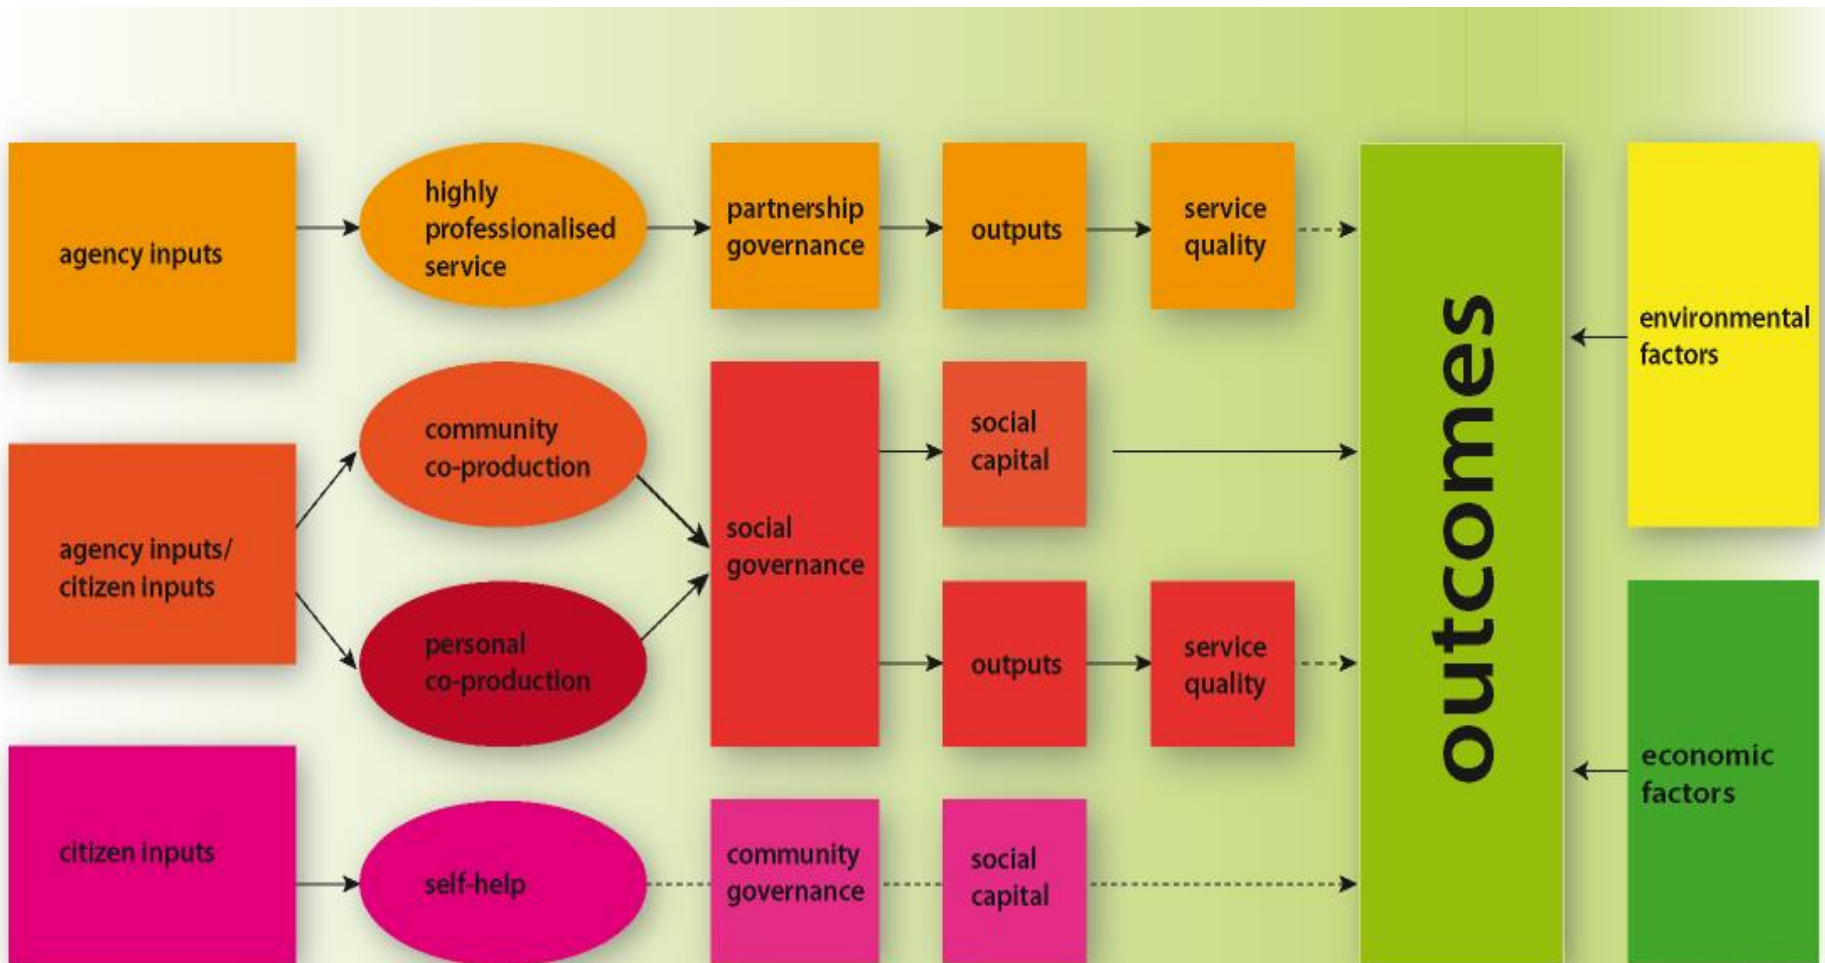 agency inputs
highly
professionalised
service
partnership
governance
outputs
service
quality
agency inputs/
citizen inputs
community
co-production
personal
co-production
social
governance
social
capital
outputs
service
quality
citizen inputs
self-help
community
governance
social
capital
outcomes
environmental
factors
economic
factors